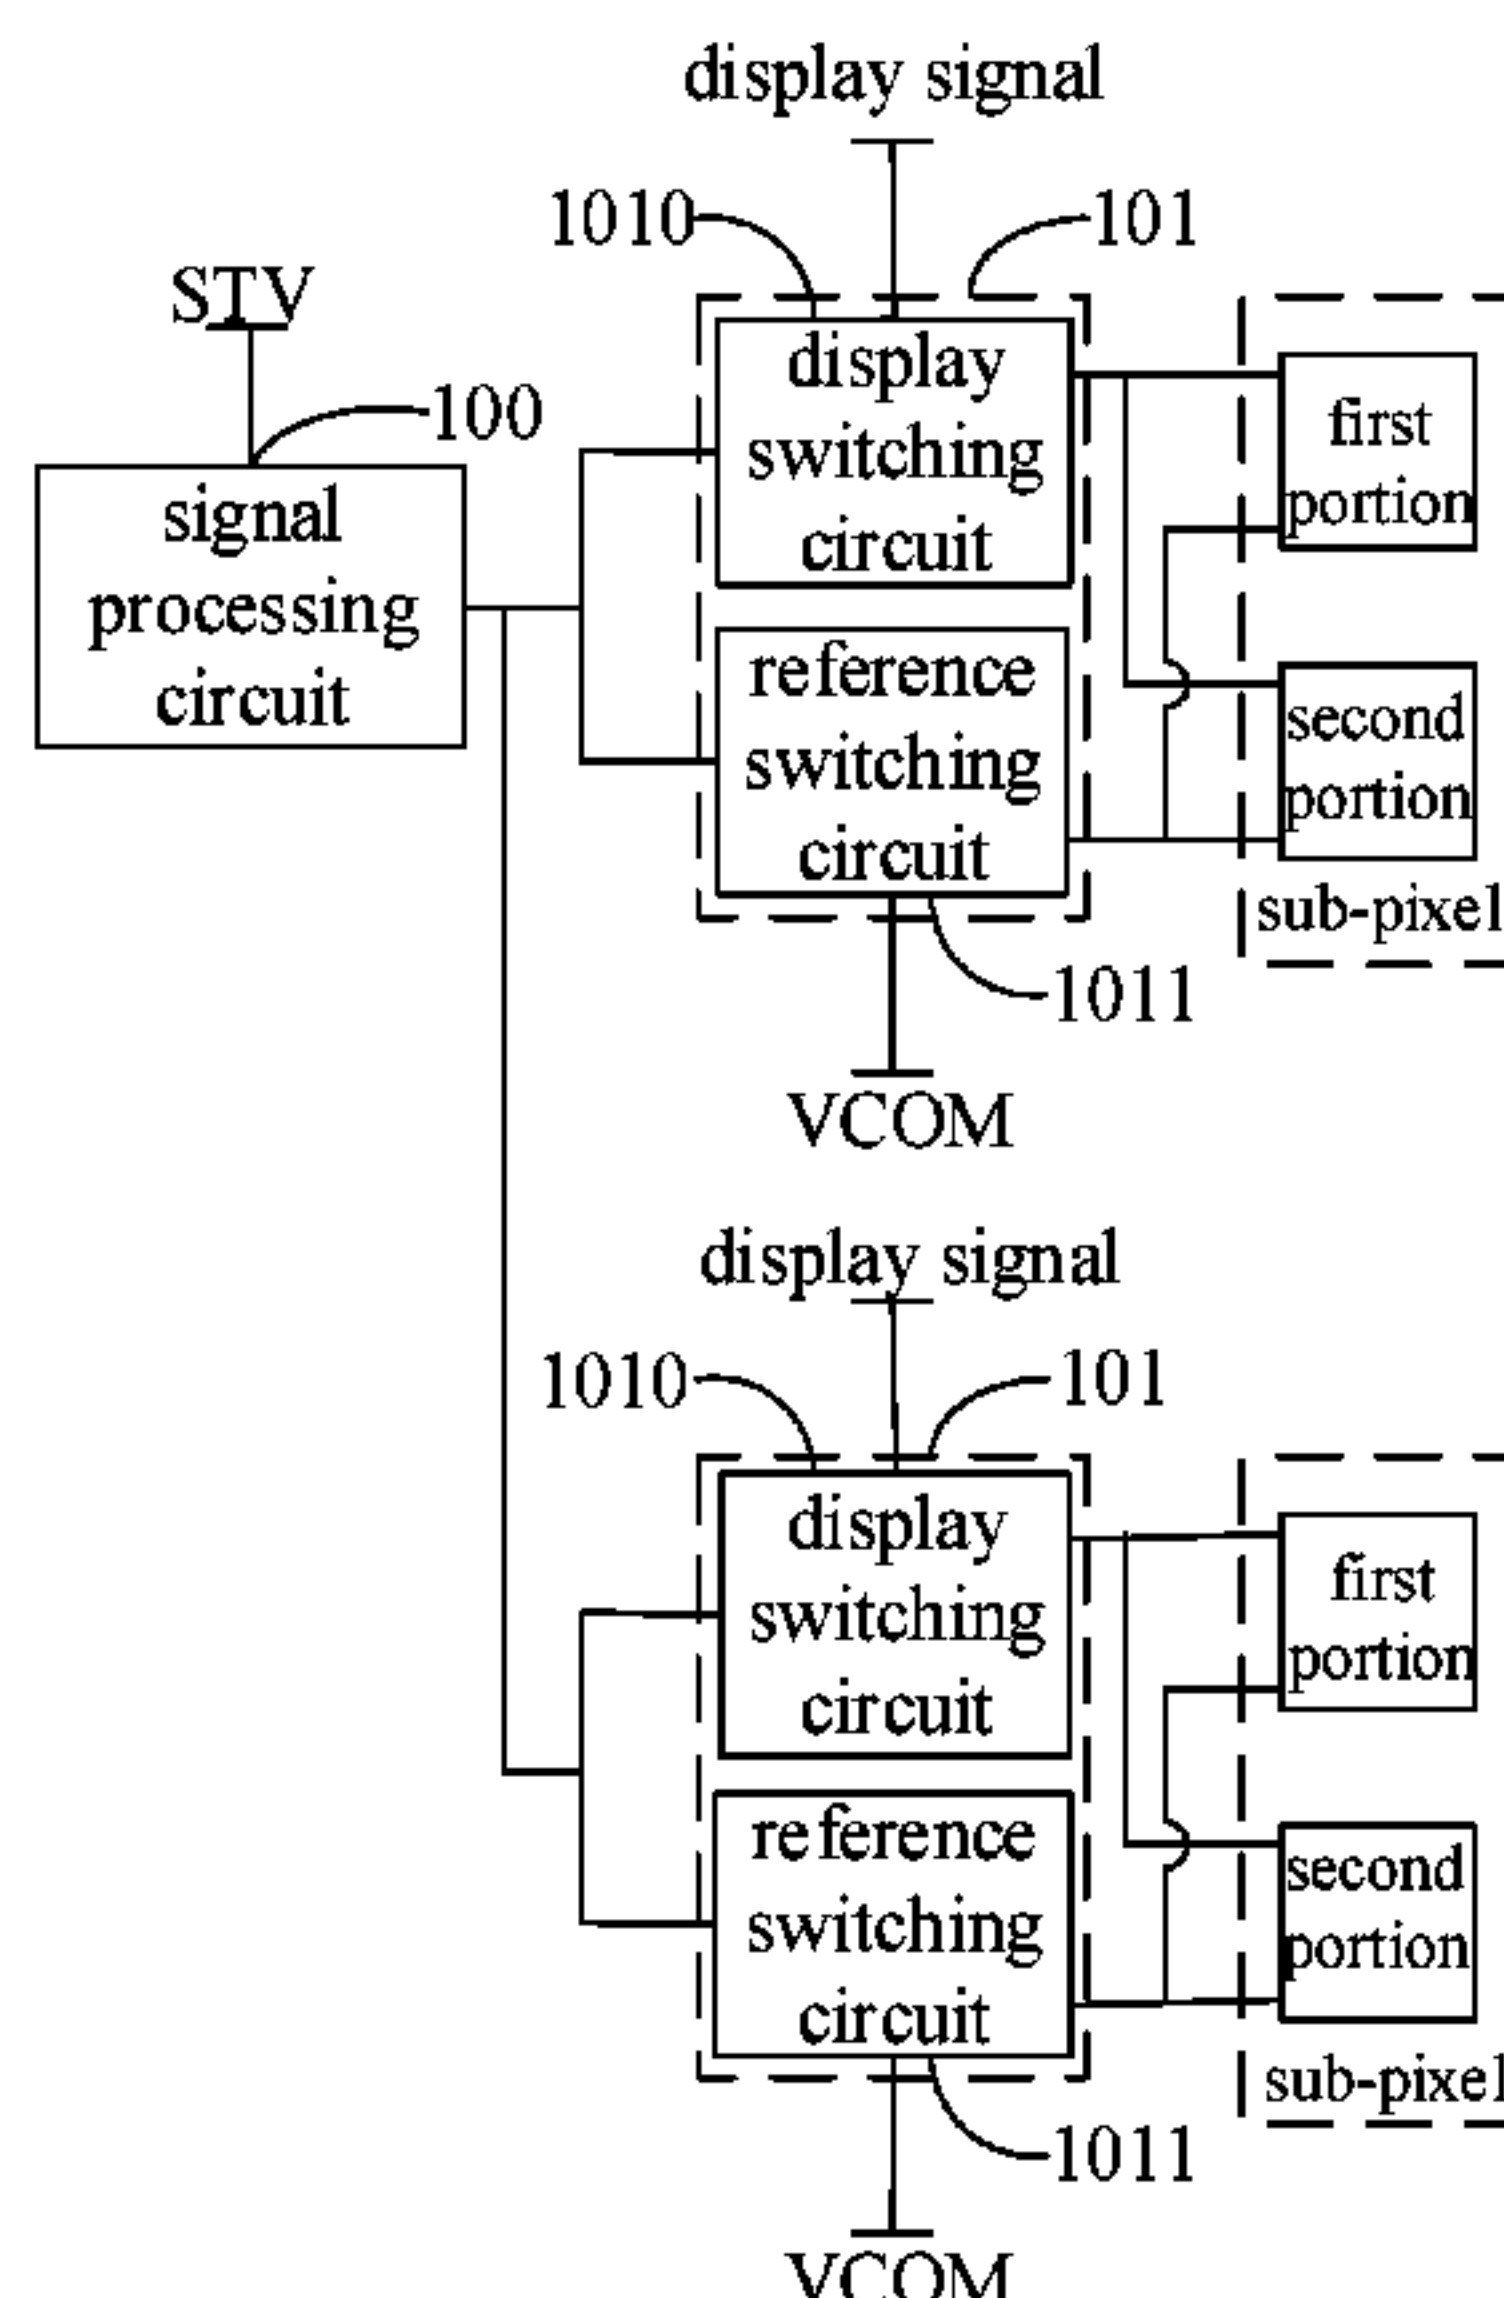 display signal
1010
101
STV
100
display
switching
circuit
first
portion
signal
processing
circuit
reference
switching
circuit
second
portion
sub-pixel
1011
VCOM
display signal
1010
101
display
switching
circuit
first
portion
reference
switching
circuit
second
portion
sub-pixel
1011
VCOM